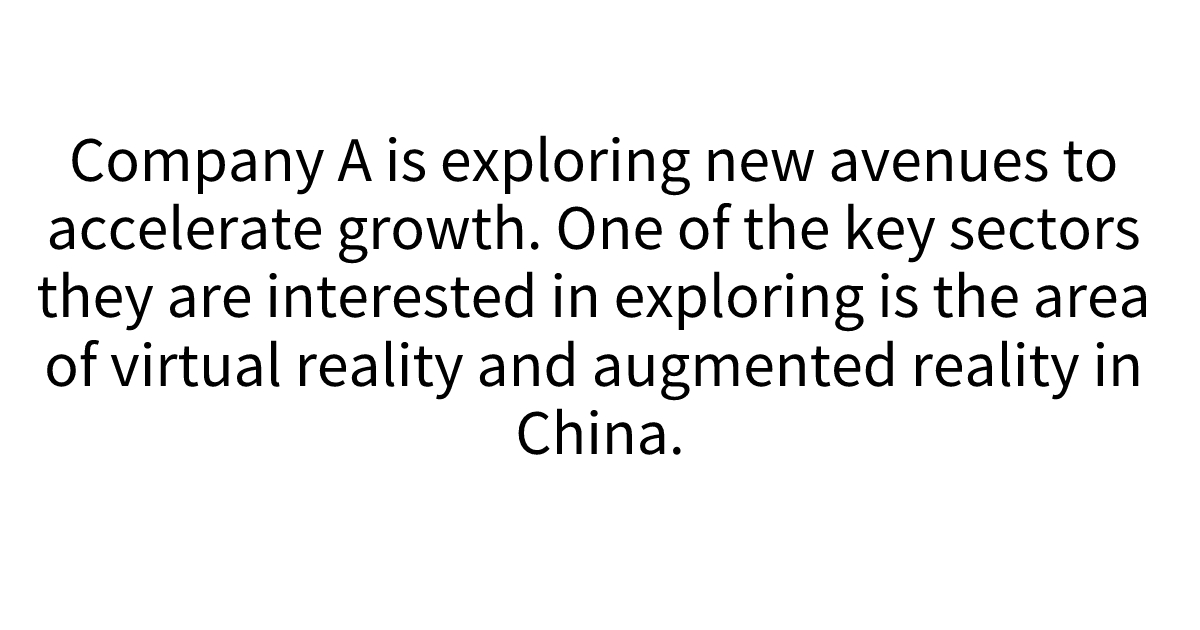 Company A is exploring new avenues to
accelerate growth. One of the key sectors
they are interested in exploring is the area
of virtual reality and augmented reality in
China.